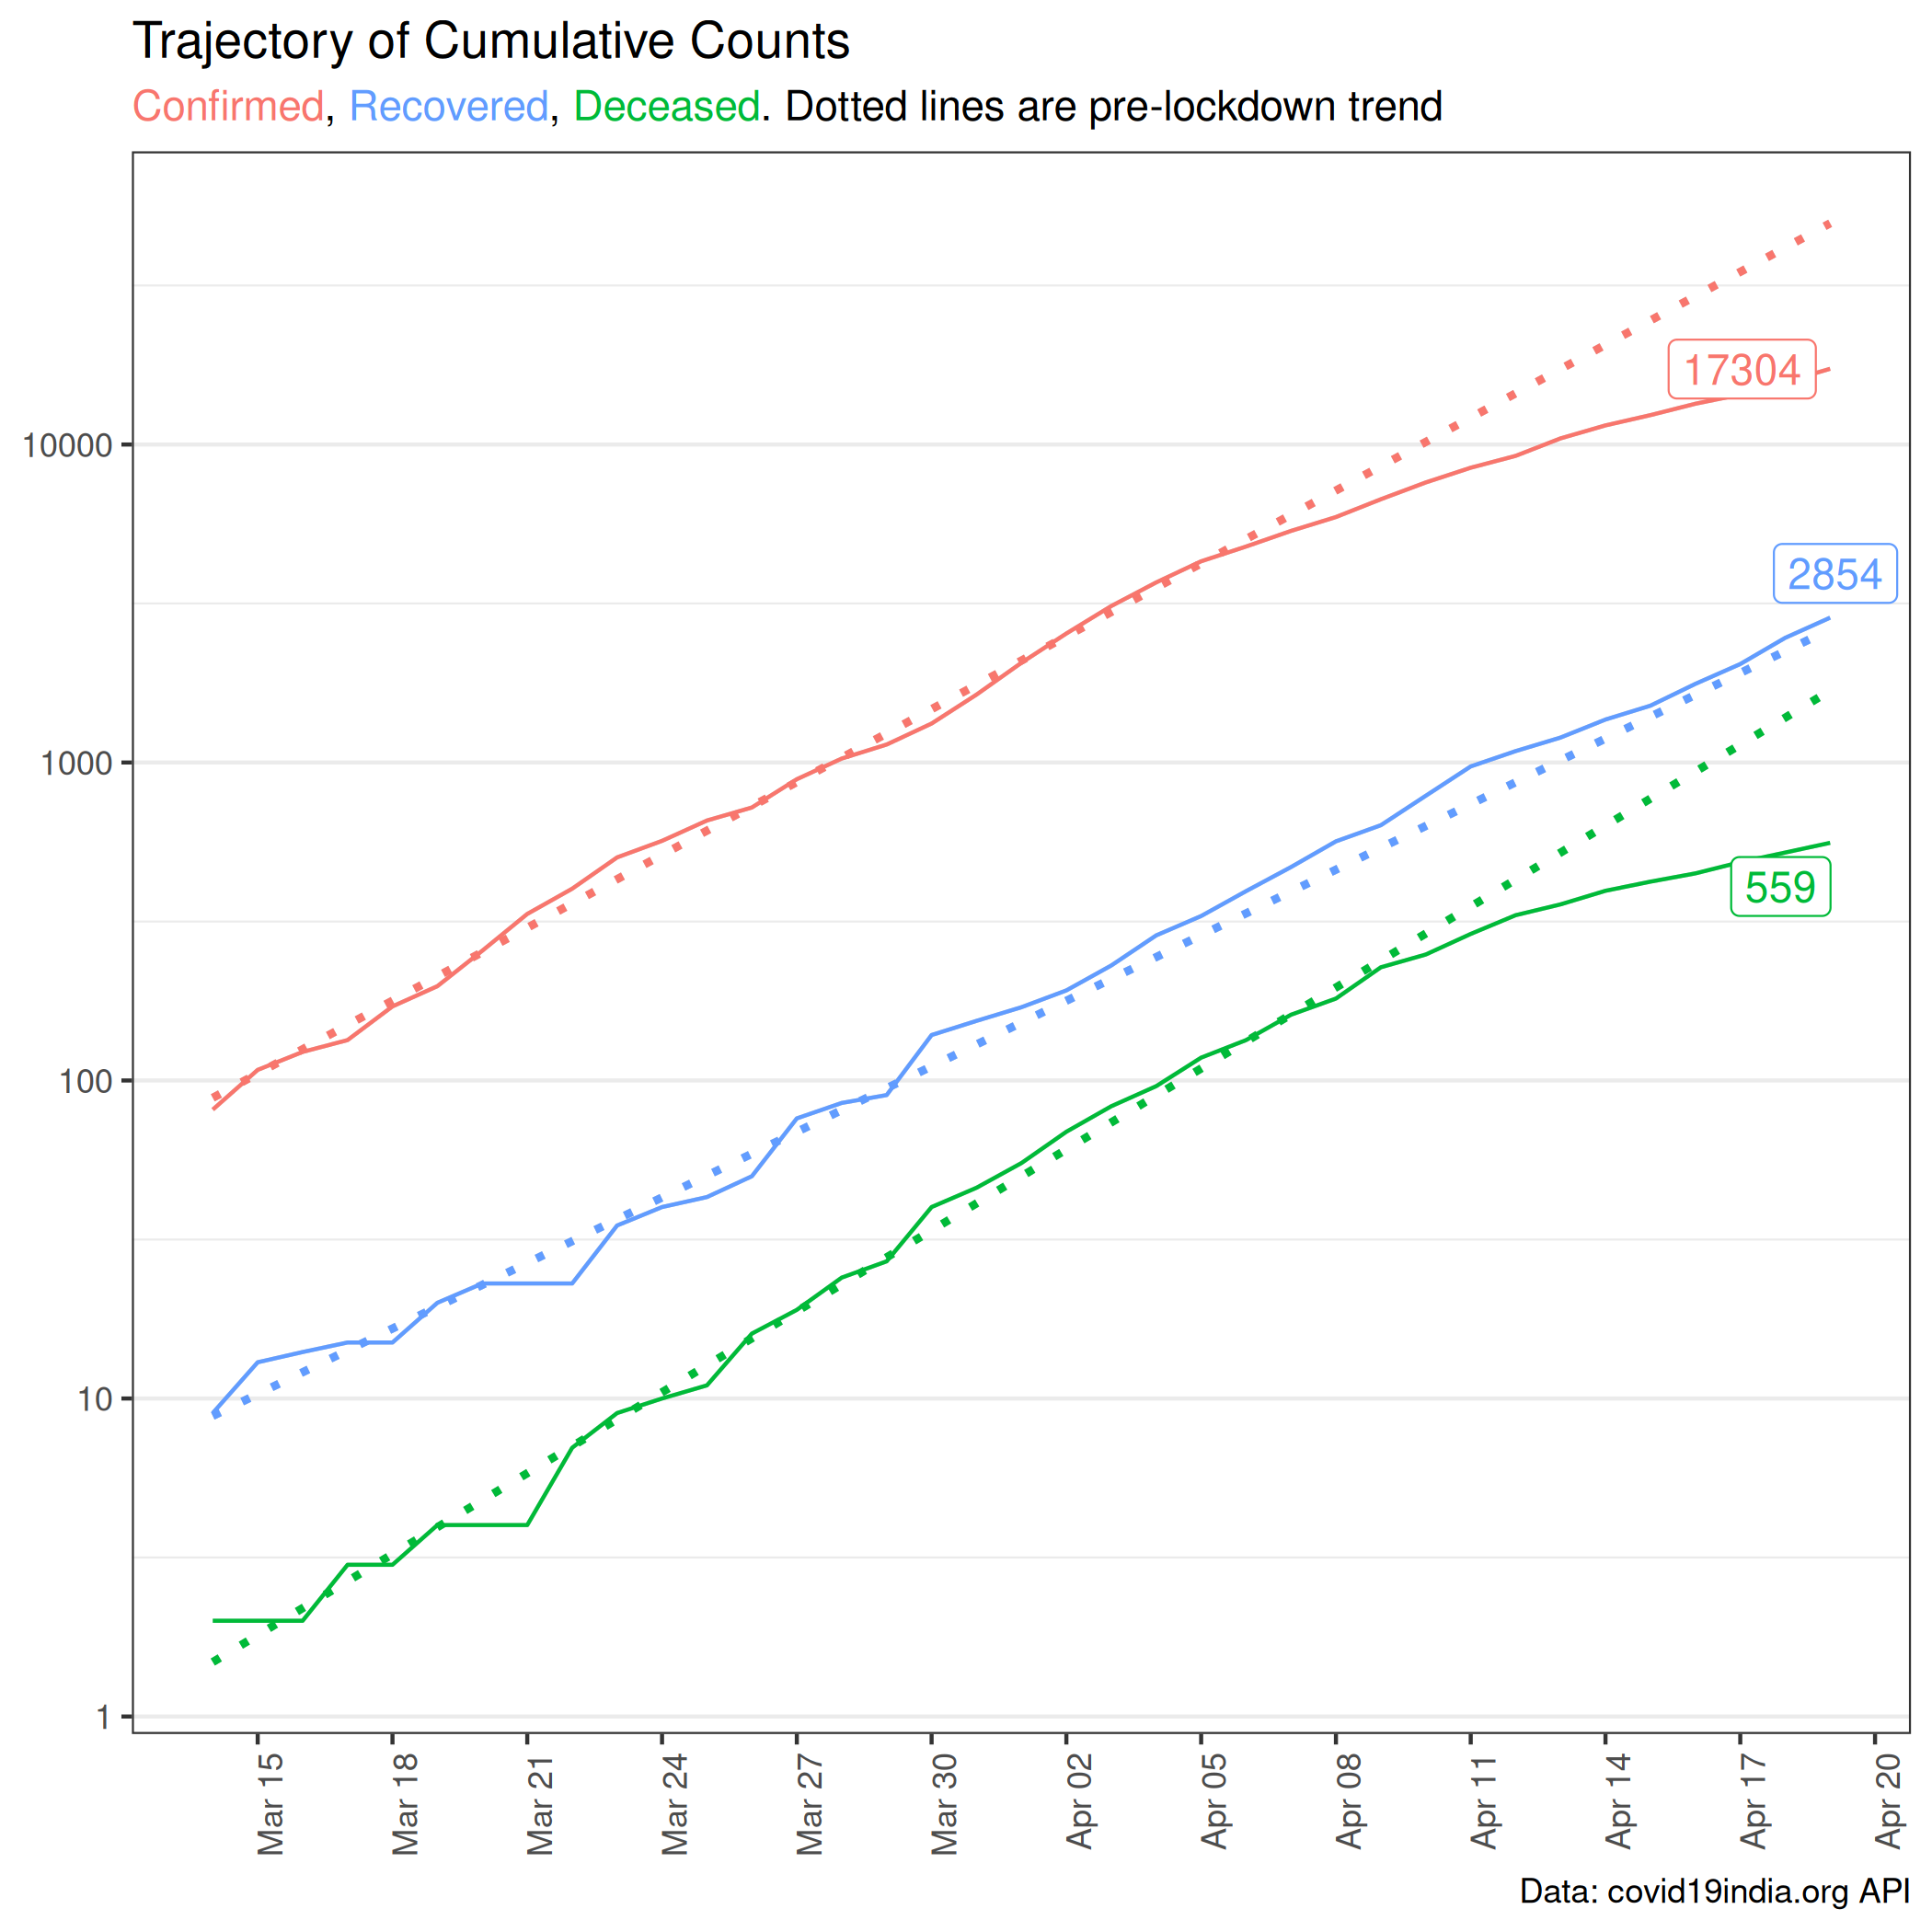 Trajectory of Cumulative Counts
Confirmed, Recovered, Deceased. Dotted lines are pre-lockdown trend
17304
10000
2854
1000
559
100
10
1
Mar 15
Mar 18
Mar 21
Mar 24
Mar 27
Mar 30
Apr 02
Apr 05
Apr 08
Apr 11
Apr 14
Apr 17
Apr 20
Data: covid19india.org API